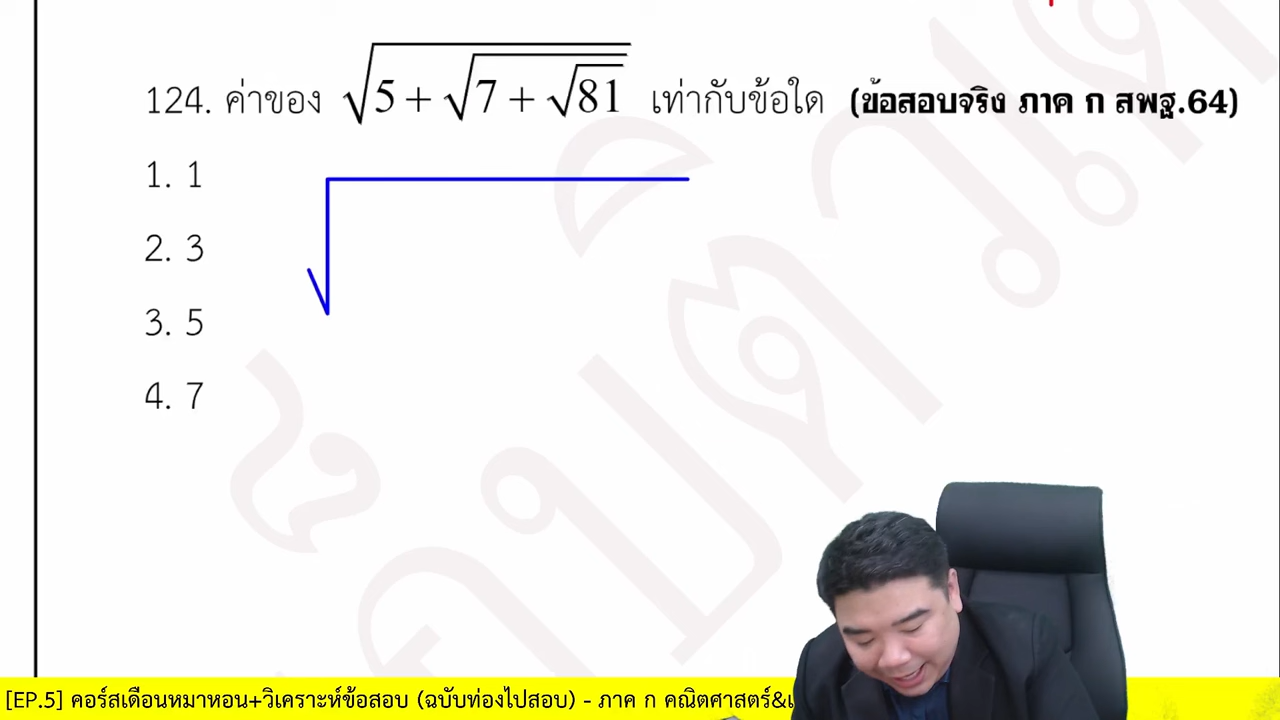 124. ค่าของ √(5 + √(7 + √81)) เท่ากับข้อใด (ข้อสอบจริง ภาค ก สพฐ.64)
1. 1
2. 3
3. 5
4. 7
[EP.5] คอร์สเดือนหมาหอน+วิเคราะห์ข้อสอบ (ฉบับท่องไปสอบ) - ภาค ก คณิตศาสตร์&